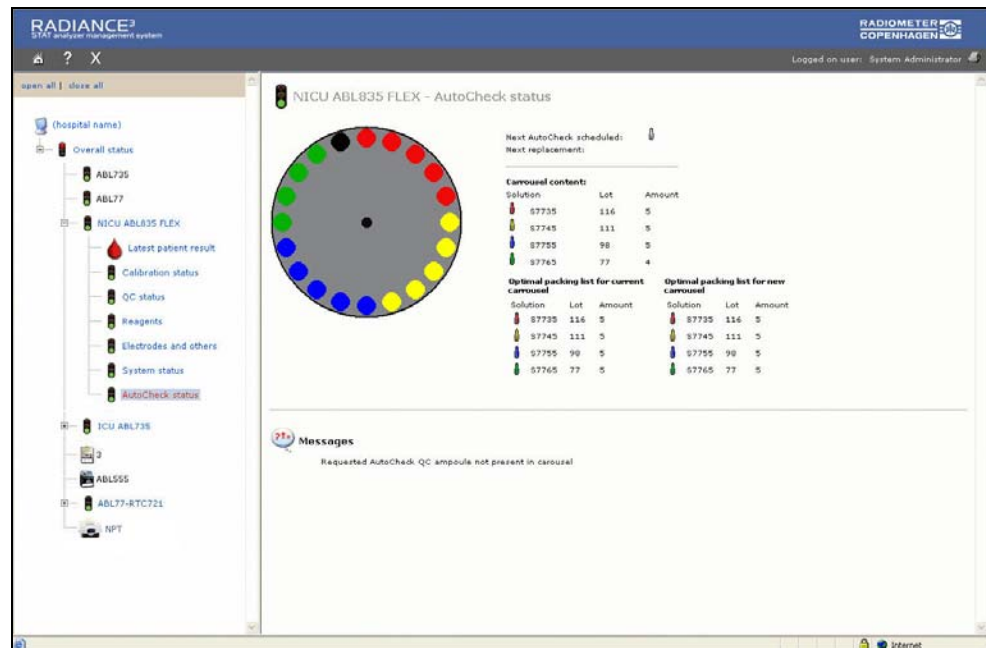 RADIANCE³
STAT analyzer management system
RADIOMETER
COPENHAGEN
? X
Logged on user: System Administrator
open all | close all
(hospital name)
Overall status
ABL735
ABL77
NICU ABL835 FLEX
Latest patient result
Calibration status
QC status
Reagents
Electrodes and others
System status
AutoCheck status
ICU ABL735
ABL555
ABL77-RTC721
NPT
NICU ABL835 FLEX - AutoCheck status
Next AutoCheck scheduled:
Next replacement:
Carrousel content:
Solution Lot Amount
S7735 116 5
S7745 111 5
S7755 98 5
S7765 77 4
Optimal packing list for current carrousel
Solution Lot Amount
S7735 116 5
S7745 111 5
S7755 98 5
S7765 77 5
Optimal packing list for new carrousel
Solution Lot Amount
S7735 116 5
S7745 111 5
S7755 98 5
S7765 77 5
Messages
Requested AutoCheck QC ampoule not present in carousel
Internet